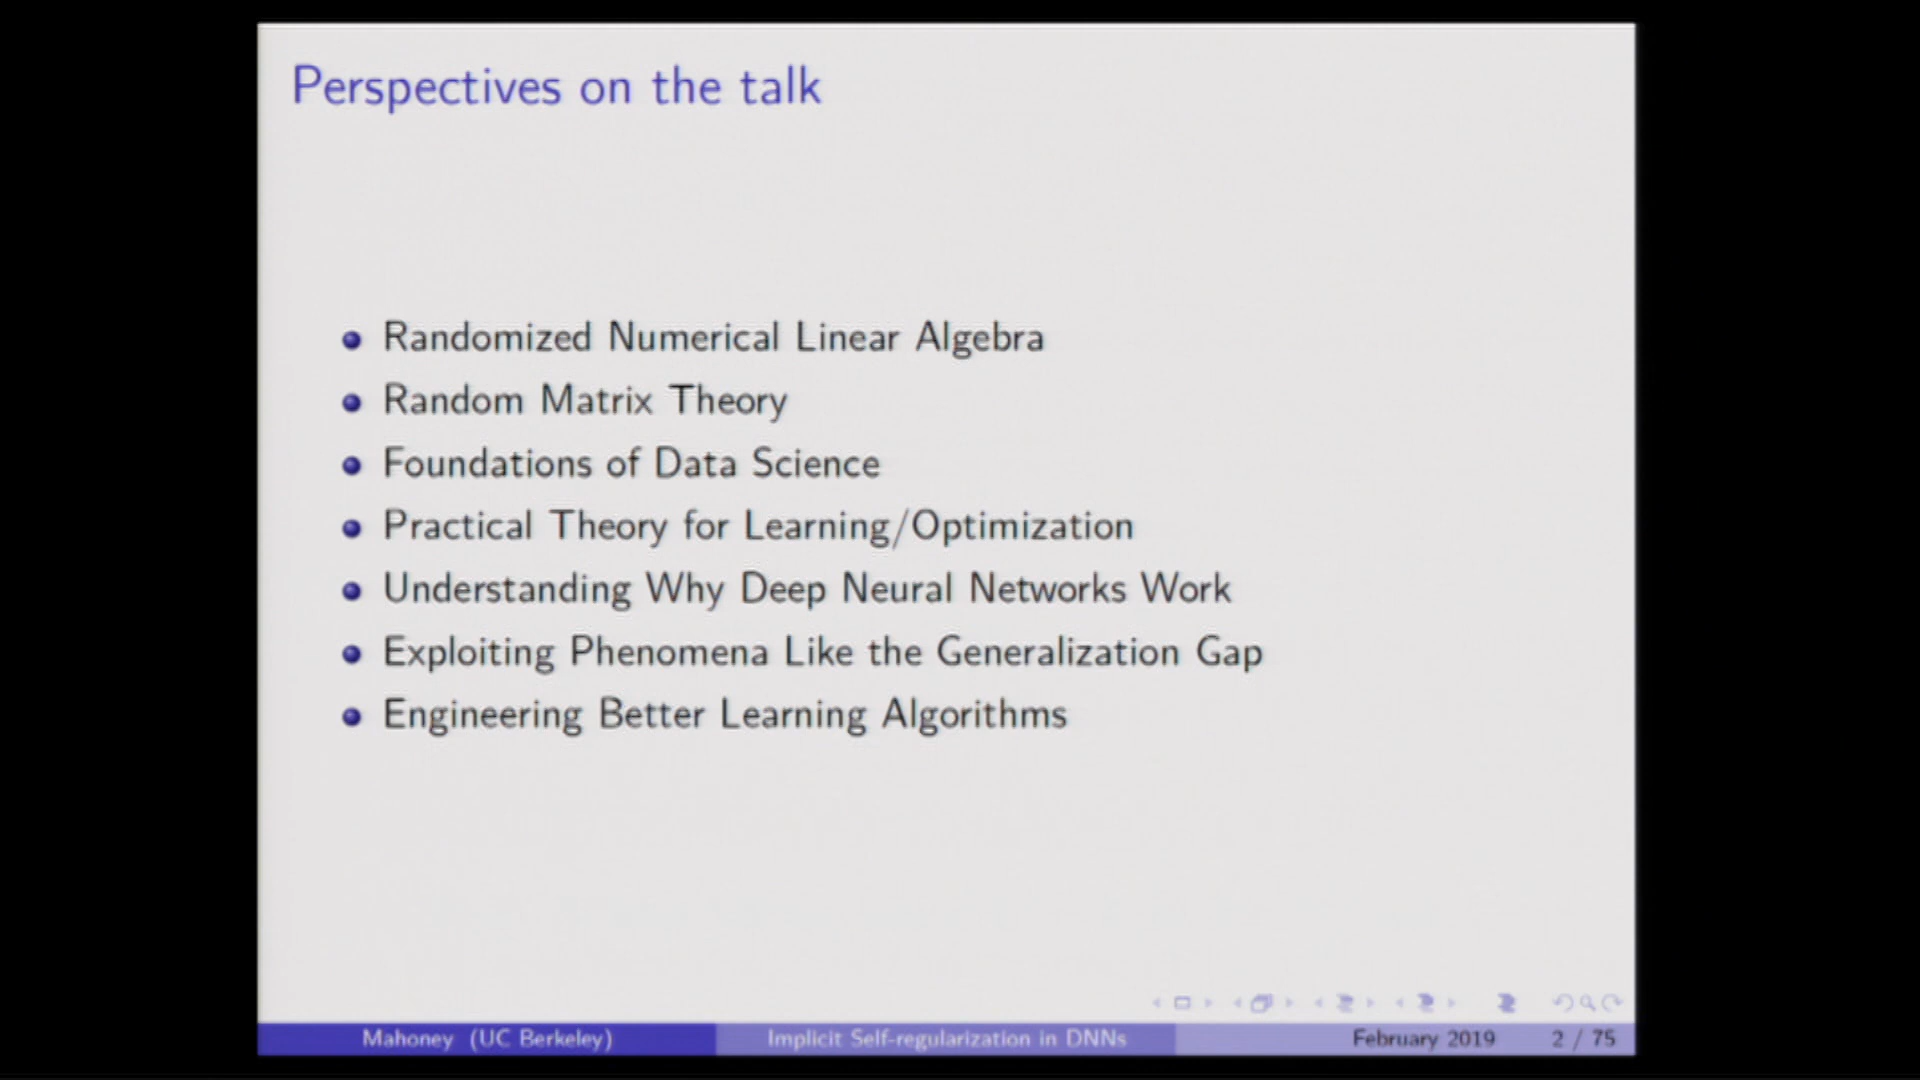 Perspectives on the talk
Randomized Numerical Linear Algebra
Random Matrix Theory
Foundations of Data Science
Practical Theory for Learning/Optimization
Understanding Why Deep Neural Networks Work
Exploiting Phenomena Like the Generalization Gap
Engineering Better Learning Algorithms
Mahoney (UC Berkeley) Implicit Self-regularization in DNNs February 2019 2 / 75